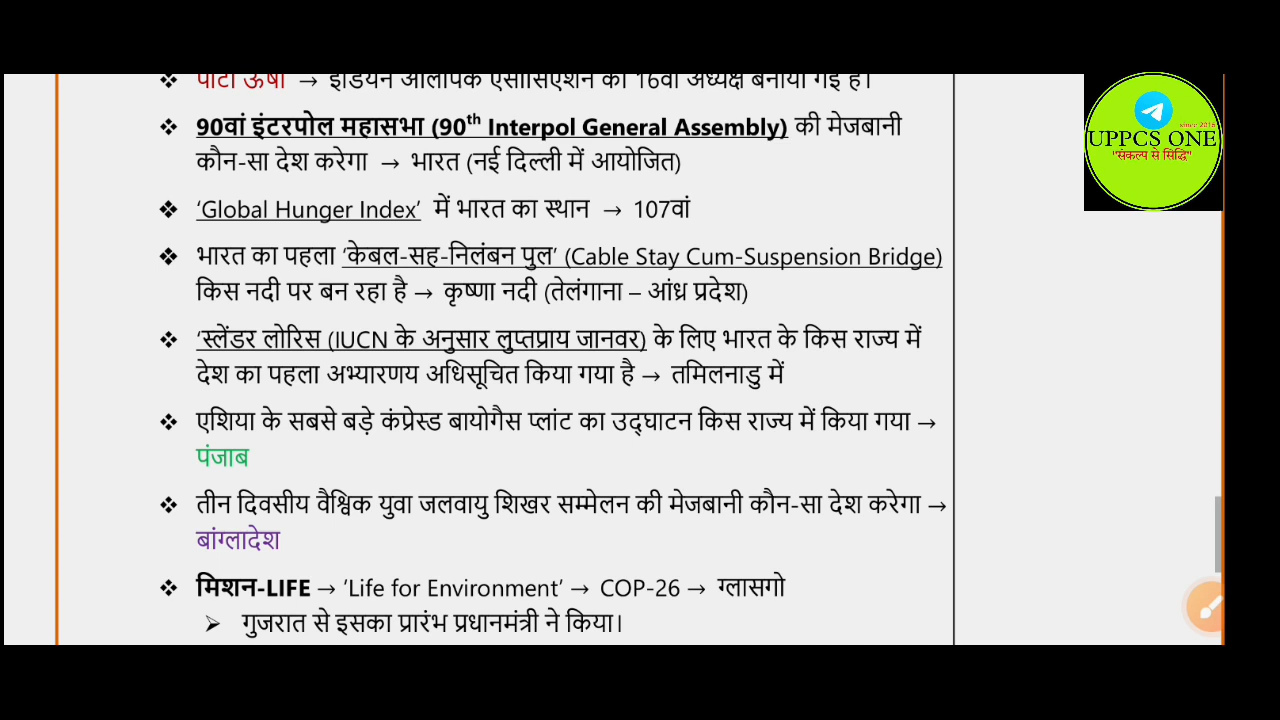 पीटी ऊषा → इंडियन ओलंपिक एसोसिएशन की 16वीं अध्यक्ष बनायी गई हैं।
❖ 90वां इंटरपोल महासभा (90th Interpol General Assembly) की मेजबानी
कौन-सा देश करेगा → भारत (नई दिल्ली में आयोजित)
❖ ‘Global Hunger Index’ में भारत का स्थान → 107वां
❖ भारत का पहला ‘केबल-सह-निलंबन पुल’ (Cable Stay Cum-Suspension Bridge)
किस नदी पर बन रहा है → कृष्णा नदी (तेलंगाना – आंध्र प्रदेश)
❖ ‘स्लेंडर लोरिस (IUCN के अनुसार लुप्तप्राय जानवर) के लिए भारत के किस राज्य में
देश का पहला अभ्यारणय अधिसूचित किया गया है → तमिलनाडु में
❖ एशिया के सबसे बड़े कंप्रेस्ड बायोगैस प्लांट का उद्घाटन किस राज्य में किया गया →
पंजाब
❖ तीन दिवसीय वैश्विक युवा जलवायु शिखर सम्मेलन की मेजबानी कौन-सा देश करेगा →
बांग्लादेश
❖ मिशन-LIFE → ‘Life for Environment’ → COP-26 → ग्लासगो
➢ गुजरात से इसका प्रारंभ प्रधानमंत्री ने किया।
since 2016
UPPCS ONE
"संकल्प से सिद्धि"